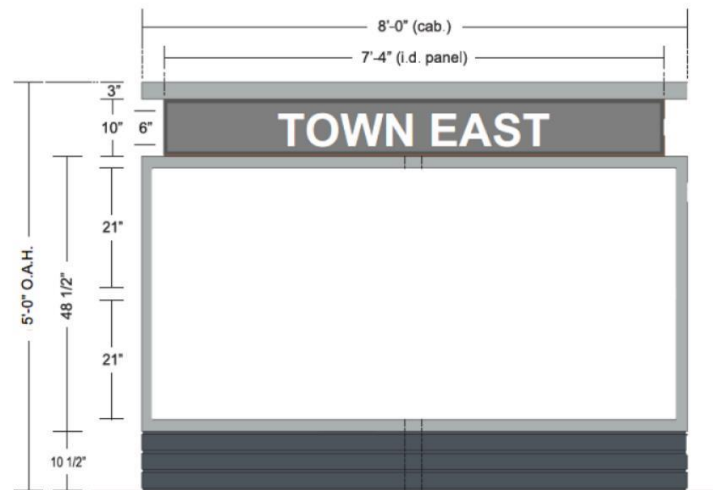 8'-0" (cab.)
7'-4" (i.d. panel)
3"
10" 6" TOWN EAST
21"
5'-0" O.A.H.
48 1/2"
21"
10 1/2"